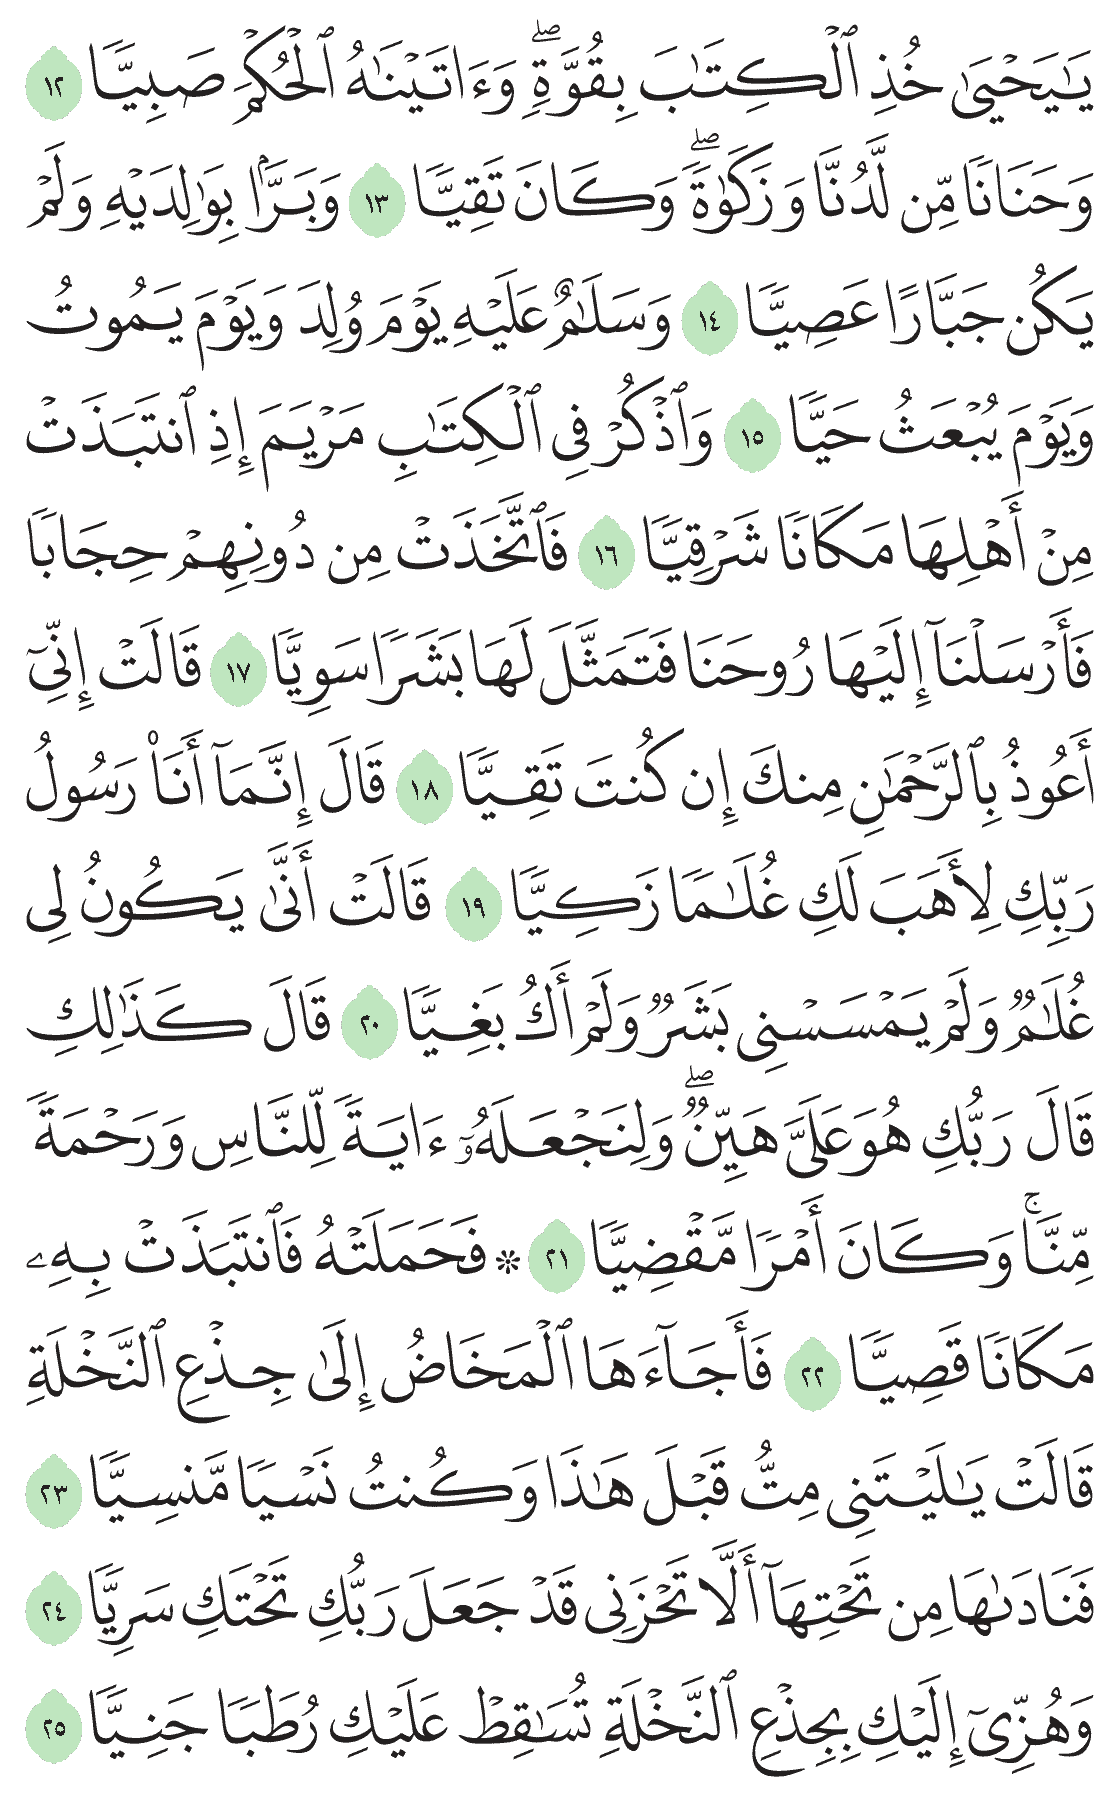 يَٰيَحْيَىٰ خُذِ ٱلْكِتَٰبَ بِقُوَّةٍۖ وَءَاتَيْنَٰهُ ٱلْحُكْمَ صَبِيًّا ١٢
وَحَنَانًا مِّن لَّدُنَّا وَزَكَوٰةًۖ وَكَانَ تَقِيًّا ١٣ وَبَرًّۢا بِوَٰلِدَيْهِ وَلَمْ
يَكُن جَبَّارًا عَصِيًّا ١٤ وَسَلَٰمٌ عَلَيْهِ يَوْمَ وُلِدَ وَيَوْمَ يَمُوتُ
وَيَوْمَ يُبْعَثُ حَيًّا ١٥ وَٱذْكُرْ فِى ٱلْكِتَٰبِ مَرْيَمَ إِذِ ٱنتَبَذَتْ
مِنْ أَهْلِهَا مَكَانًا شَرْقِيًّا ١٦ فَٱتَّخَذَتْ مِن دُونِهِمْ حِجَابًا
فَأَرْسَلْنَآ إِلَيْهَا رُوحَنَا فَتَمَثَّلَ لَهَا بَشَرًا سَوِيًّا ١٧ قَالَتْ إِنِّىٓ
أَعُوذُ بِٱلرَّحْمَٰنِ مِنكَ إِن كُنتَ تَقِيًّا ١٨ قَالَ إِنَّمَآ أَنَا۠ رَسُولُ
رَبِّكِ لِأَهَبَ لَكِ غُلَٰمًا زَكِيًّا ١٩ قَالَتْ أَنَّىٰ يَكُونُ لِى
غُلَٰمٌ وَلَمْ يَمْسَسْنِى بَشَرٌ وَلَمْ أَكُ بَغِيًّا ٢٠ قَالَ كَذَٰلِكِ
قَالَ رَبُّكِ هُوَ عَلَىَّ هَيِّنٌۖ وَلِنَجْعَلَهُۥٓ ءَايَةً لِّلنَّاسِ وَرَحْمَةً
مِّنَّاۚ وَكَانَ أَمْرًا مَّقْضِيًّا ٢١ ۞ فَحَمَلَتْهُ فَٱنتَبَذَتْ بِهِۦ
مَكَانًا قَصِيًّا ٢٢ فَأَجَآءَهَا ٱلْمَخَاضُ إِلَىٰ جِذْعِ ٱلنَّخْلَةِ
قَالَتْ يَٰلَيْتَنِى مِتُّ قَبْلَ هَٰذَا وَكُنتُ نَسْيًا مَّنسِيًّا ٢٣
فَنَادَىٰهَا مِن تَحْتِهَآ أَلَّا تَحْزَنِى قَدْ جَعَلَ رَبُّكِ تَحْتَكِ سَرِيًّا ٢٤
وَهُزِّىٓ إِلَيْكِ بِجِذْعِ ٱلنَّخْلَةِ تُسَٰقِطْ عَلَيْكِ رُطَبًا جَنِيًّا ٢٥